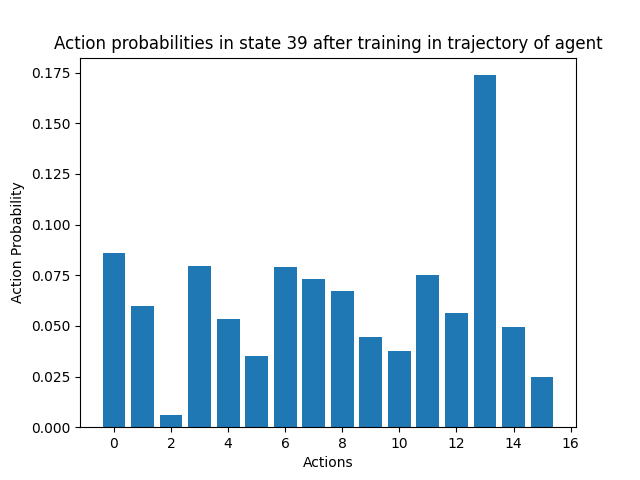 Action probabilities in state 39 after training in trajectory of agent
0.175
0.150
0.125
0.100
0.075
0.050
0.025
0.000
Action Probability
0 2 4 6 8 10 12 14 16
Actions